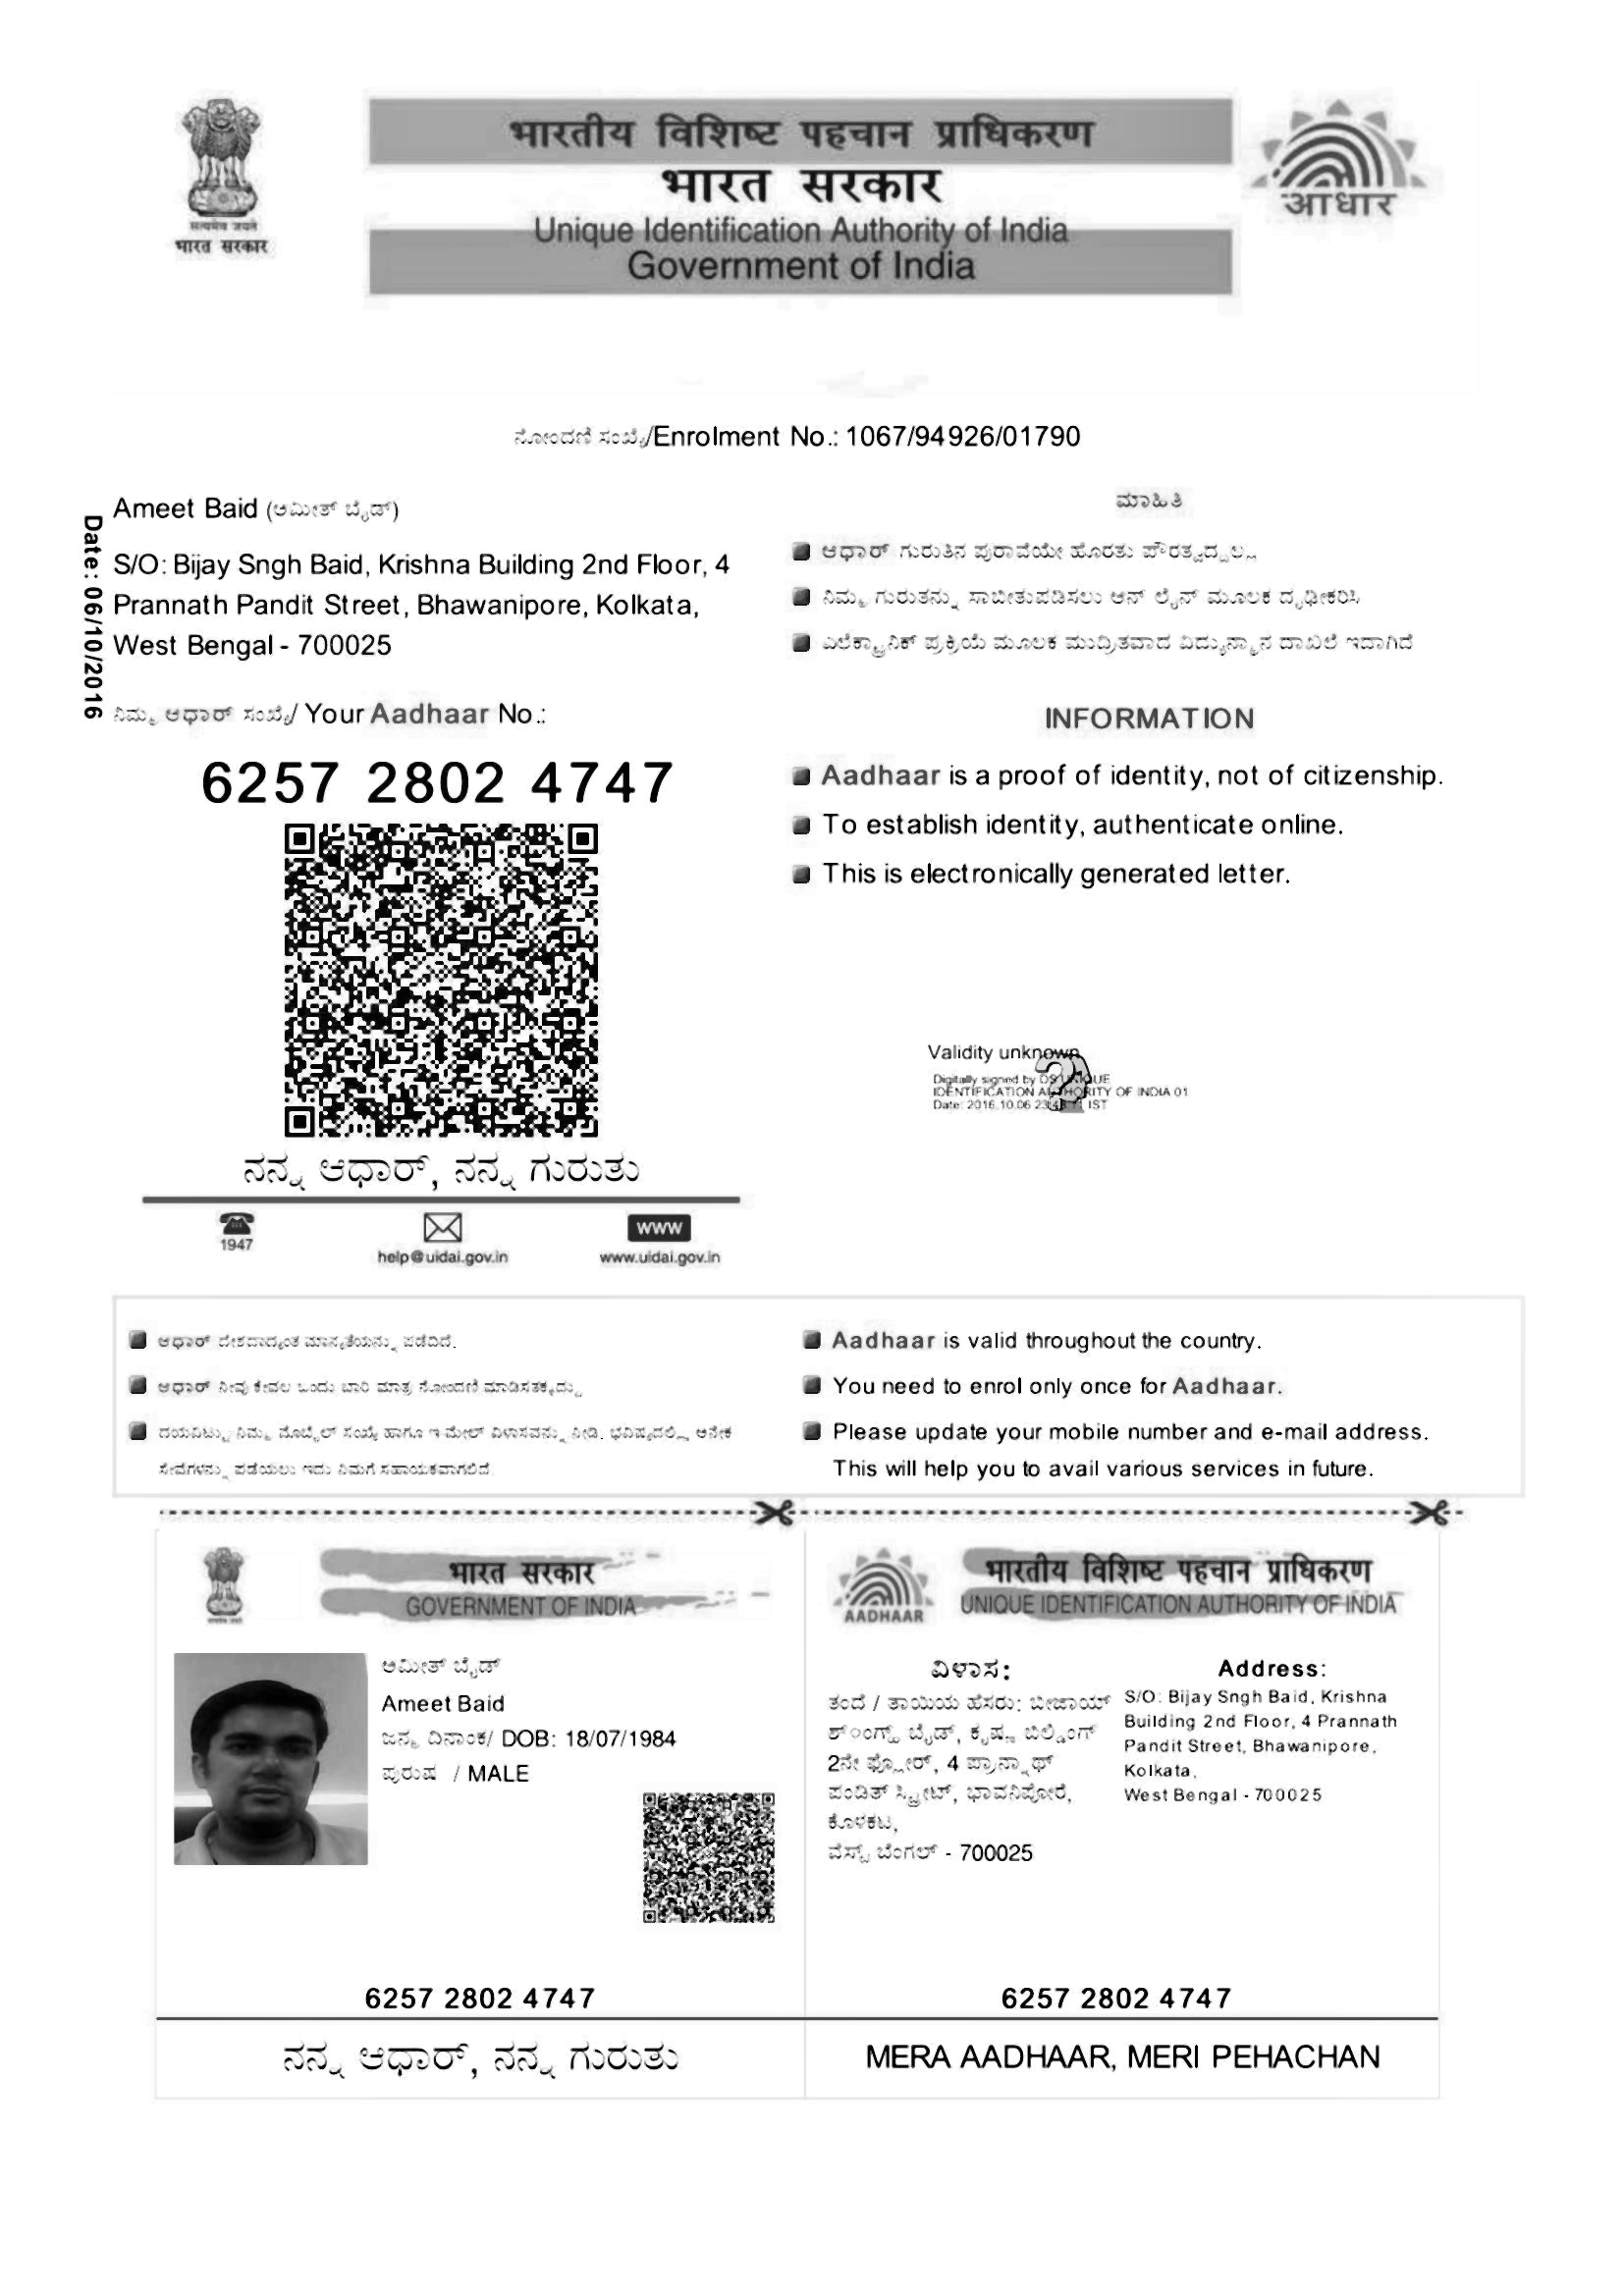 भारतीय विशिष्ट पहचान प्राधिकरण
भारत सरकार
Unique Identification Authority of India
Government of India
सत्यमेव जयते
भारत सरकार
आधार
ನೋಂದಣಿ ಸಂಖ್ಯೆ/Enrolment No.: 1067/94926/01790
Date: 06/10/2016
Ameet Baid (ಅಮೀತ್ ಬೈಡ್)
S/O: Bijay Sngh Baid, Krishna Building 2nd Floor, 4
Prannath Pandit Street, Bhawanipore, Kolkata,
West Bengal - 700025
ನಿಮ್ಮ ಆಧಾರ್ ಸಂಖ್ಯೆ/ Your Aadhaar No.:
6257 2802 4747
ನನ್ನ ಆಧಾರ್, ನನ್ನ ಗುರುತು
1947
help@uidai.gov.in
www
www.uidai.gov.in
ಮಾಹಿತಿ
ಆಧಾರ್ ಗುರುತಿನ ಪುರಾವೆಯೇ ಹೊರತು ಪೌರತ್ವದ್ದಲ್ಲ
ನಿಮ್ಮ ಗುರುತನ್ನು ಸಾಬೀತುಪಡಿಸಲು ಆನ್ ಲೈನ್ ಮೂಲಕ ದೃಢೀಕರಿಸಿ
ಎಲೆಕ್ಟ್ರಾನಿಕ್ ಪ್ರಕ್ರಿಯೆ ಮೂಲಕ ಮುದ್ರಿತವಾದ ವಿದ್ಯುನ್ಮಾನ ದಾಖಲೆ ಇದಾಗಿದೆ
INFORMATION
Aadhaar is a proof of identity, not of citizenship.
To establish identity, authenticate online.
This is electronically generated letter.
Validity unknown
Digitally signed by DS UNIQUE
IDENTIFICATION AUTHORITY OF INDIA 01
Date: 2016.10.06 IST
ಆಧಾರ್ ದೇಶದಾದ್ಯಂತ ಮಾನ್ಯತೆಯನ್ನು ಪಡೆದಿದೆ.
ಆಧಾರ್ ನೀವು ಕೇವಲ ಒಂದು ಬಾರಿ ಮಾತ್ರ ನೋಂದಣಿ ಮಾಡಿಸತಕ್ಕದ್ದು
ದಯವಿಟ್ಟು ನಿಮ್ಮ ಮೊಬೈಲ್ ಸಂಖ್ಯೆ ಹಾಗೂ ಇ-ಮೇಲ್ ವಿಳಾಸವನ್ನು ನೀಡಿ. ಭವಿಷ್ಯದಲ್ಲಿ ಅನೇಕ
ಸೇವೆಗಳನ್ನು ಪಡೆಯಲು ಇದು ನಿಮಗೆ ಸಹಾಯಕವಾಗಲಿದೆ
Aadhaar is valid throughout the country.
You need to enrol only once for Aadhaar.
Please update your mobile number and e-mail address.
This will help you to avail various services in future.
भारत सरकार
GOVERNMENT OF INDIA
ಅಮೀತ್ ಬೈಡ್
Ameet Baid
ಜನ್ಮ ದಿನಾಂಕ/ DOB: 18/07/1984
ಪುರುಷ / MALE
6257 2802 4747
ನನ್ನ ಆಧಾರ್, ನನ್ನ ಗುರುತು
AADHAAR
भारतीय विशिष्ट पहचान प्राधिकरण
UNIQUE IDENTIFICATION AUTHORITY OF INDIA
ವಿಳಾಸ:
ತಂದೆ / ತಾಯಿಯ ಹೆಸರು: ಬೀಜಾಯ್
ಬೈಡ್, ಕೃಷ್ಣ ಬಿಲ್ಡಿಂಗ್
2ನೇ ಫ್ಲೋರ್, 4 ಪ್ರಾನ್ನಾಥ್
ಪಂಡಿತ್ ಸ್ಟ್ರೀಟ್, ಭಾವನಿಪೋರೆ,
ಕೊಳಕಟ,
ವೆಸ್ಟ್ ಬೆಂಗಲ್ - 700025
Address:
S/O: Bijay Sngh Baid, Krishna
Building 2nd Floor, 4 Prannath
Pandit Street, Bhawanipore,
Kolkata,
West Bengal - 700025
6257 2802 4747
MERA AADHAAR, MERI PEHACHAN